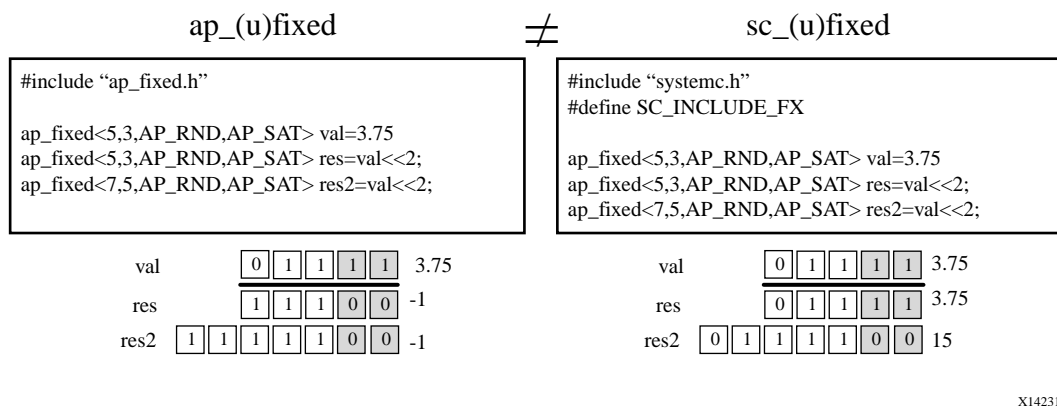 ap_(u)fixed ≠ sc_(u)fixed
#include “ap_fixed.h”
ap_fixed<5,3,AP_RND,AP_SAT> val=3.75
ap_fixed<5,3,AP_RND,AP_SAT> res=val<<2;
ap_fixed<7,5,AP_RND,AP_SAT> res2=val<<2;
#include “systemc.h”
#define SC_INCLUDE_FX
ap_fixed<5,3,AP_RND,AP_SAT> val=3.75
ap_fixed<5,3,AP_RND,AP_SAT> res=val<<2;
ap_fixed<7,5,AP_RND,AP_SAT> res2=val<<2;
val 0 1 1 1 1 3.75
res 1 1 1 0 0 -1
res2 1 1 1 1 1 0 0 -1
val 0 1 1 1 1 3.75
res 0 1 1 1 1 3.75
res2 0 1 1 1 1 0 0 15
X14231